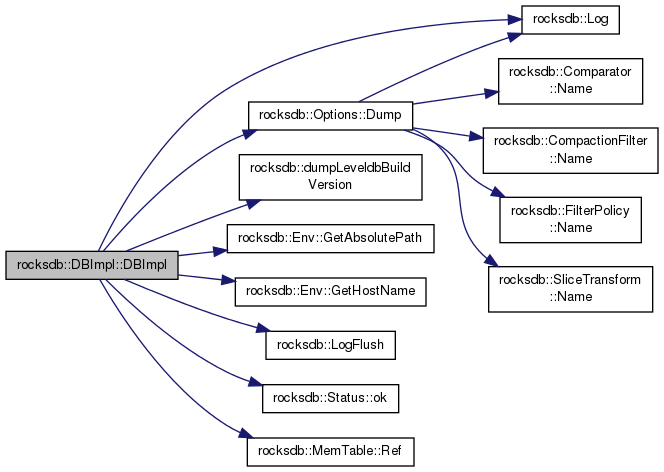 rocksdb::Log
rocksdb::Comparator
::Name
rocksdb::Options::Dump
rocksdb::CompactionFilter
::Name
rocksdb::dumpLeveldbBuild
Version
rocksdb::FilterPolicy
::Name
rocksdb::Env::GetAbsolutePath
rocksdb::DBImpl::DBImpl
rocksdb::SliceTransform
::Name
rocksdb::Env::GetHostName
rocksdb::LogFlush
rocksdb::Status::ok
rocksdb::MemTable::Ref